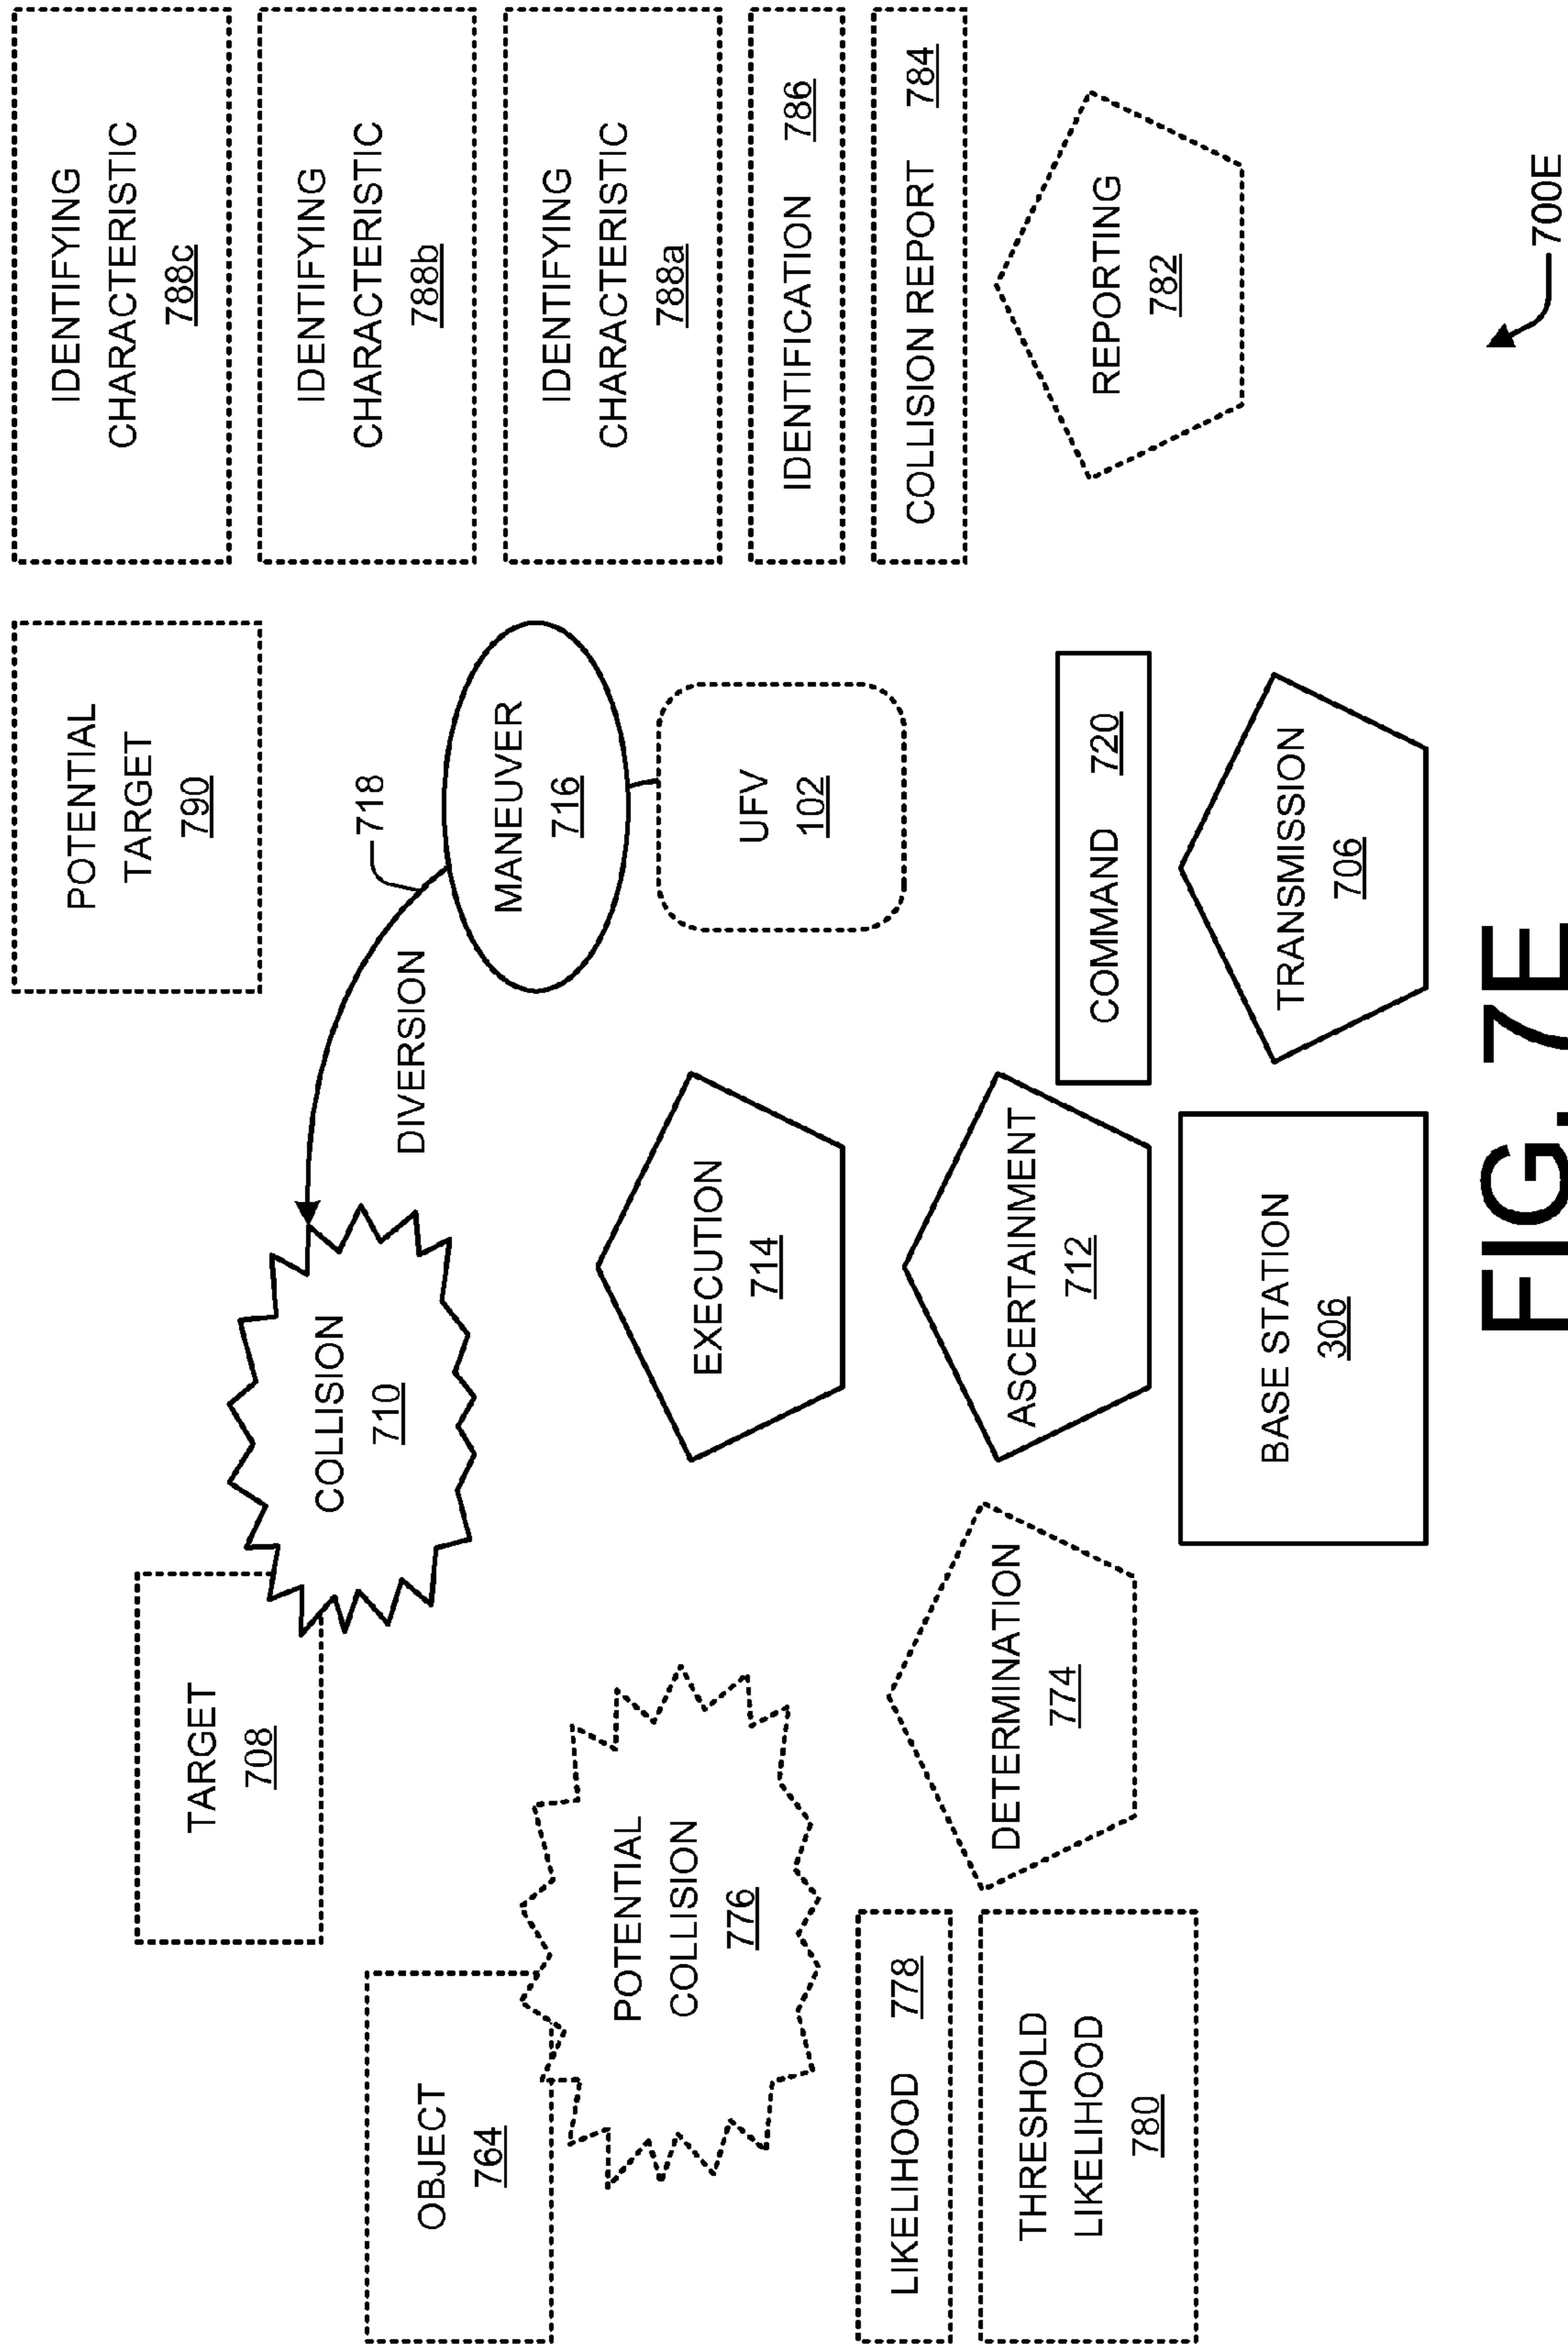 TARGET
708
COLLISION
710
718
DIVERSION
POTENTIAL
TARGET
790
IDENTIFYING
CHARACTERISTIC
788c
IDENTIFYING
CHARACTERISTIC
788b
IDENTIFYING
CHARACTERISTIC
788a
IDENTIFICATION 786
COLLISION REPORT 784
REPORTING
782
OBJECT
764
POTENTIAL
COLLISION
776
MANEUVER
716
UFV
102
EXECUTION
714
LIKELIHOOD 778
THRESHOLD
LIKELIHOOD
780
DETERMINATION
774
ASCERTAINMENT
712
COMMAND 720
TRANSMISSION
706
BASE STATION
306
700E
FIG. 7E